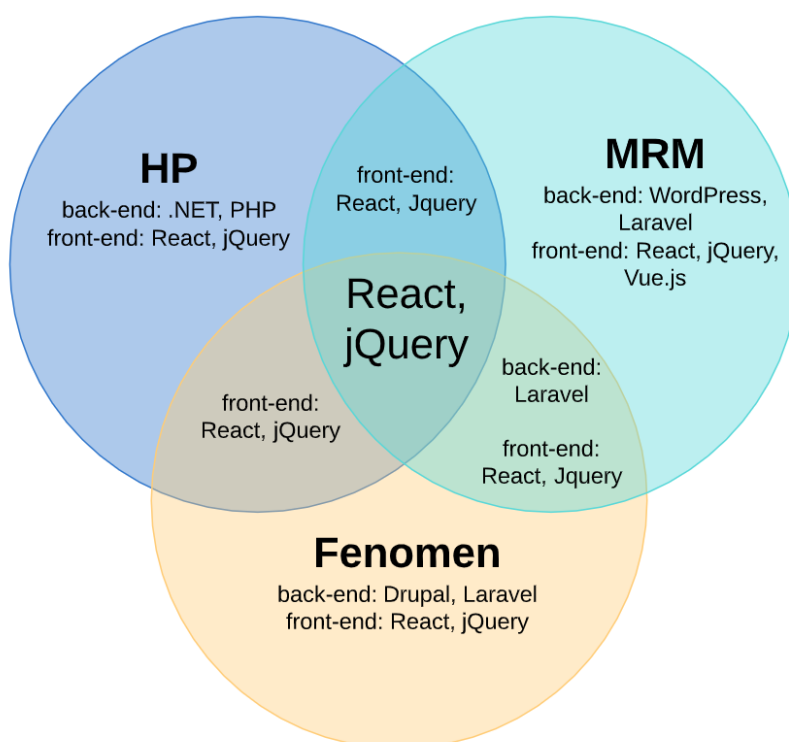 HP
back-end: .NET, PHP
front-end: React, jQuery
front-end:
React, Jquery
MRM
back-end: WordPress,
Laravel
front-end: React, jQuery,
Vue.js
React,
jQuery
front-end:
React, jQuery
back-end:
Laravel
front-end:
React, Jquery
Fenomen
back-end: Drupal, Laravel
front-end: React, jQuery